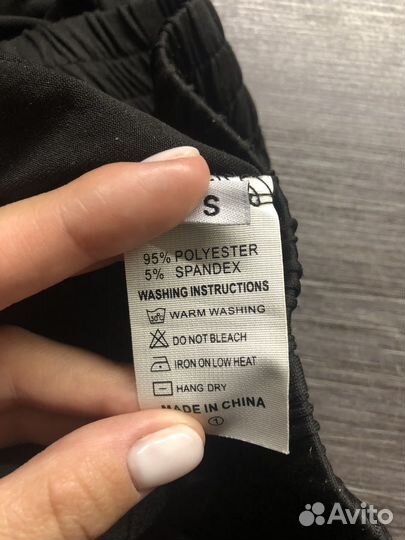 S
95% POLYESTER
5% SPANDEX
WASHING INSTRUCTIONS
WARM WASHING
DO NOT BLEACH
IRON ON LOW HEAT
HANG DRY
MADE IN CHINA
1
Avito